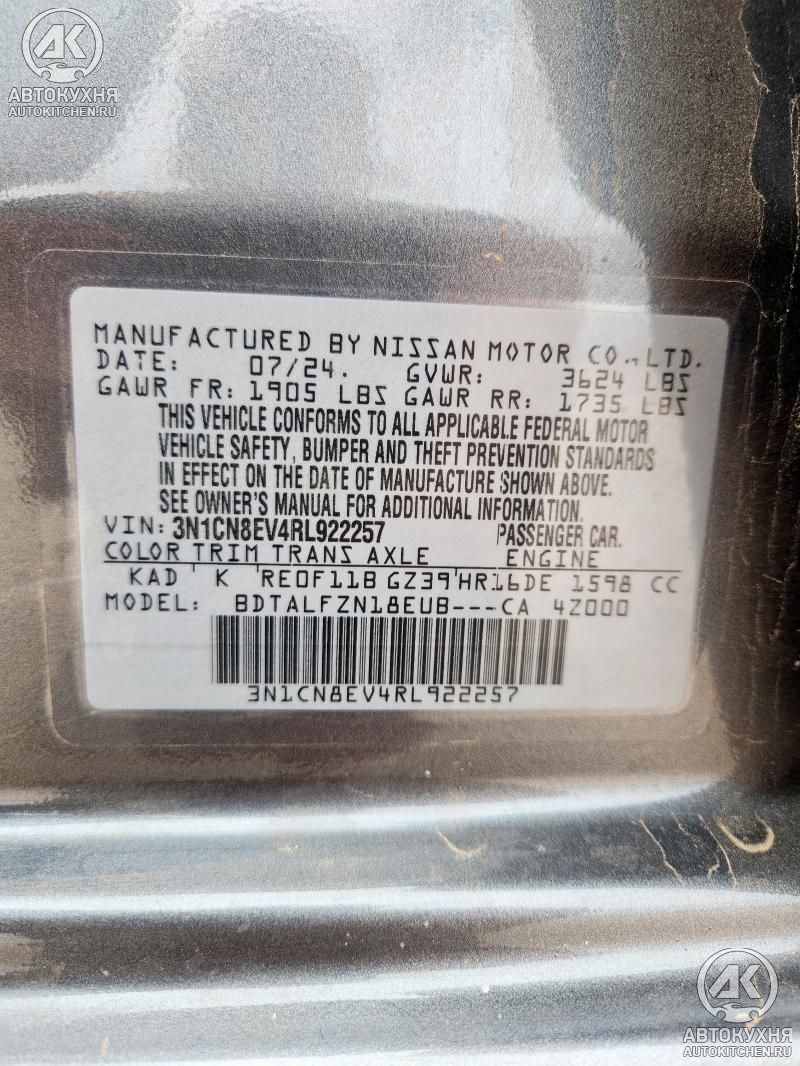 АК
АВТОКУХНЯ
AUTOKITCHEN.RU
MANUFACTURED BY NISSAN MOTOR CO.,LTD.
DATE: 07/24. GVWR: 3624 LBS
GAWR FR: 1905 LBS GAWR RR: 1735 LBS
THIS VEHICLE CONFORMS TO ALL APPLICABLE FEDERAL MOTOR
VEHICLE SAFETY, BUMPER AND THEFT PREVENTION STANDARDS
IN EFFECT ON THE DATE OF MANUFACTURE SHOWN ABOVE.
SEE OWNER'S MANUAL FOR ADDITIONAL INFORMATION.
VIN: 3N1CN8EV4RL922257 PASSENGER CAR.
COLOR TRIM TRANS AXLE ENGINE
KAD K RE0F11B GZ39 HR16DE 1598 CC
MODEL: BDTALFZN18EUB---CA 4Z000
3N1CN8EV4RL922257
АК
АВТОКУХНЯ
AUTOKITCHEN.RU